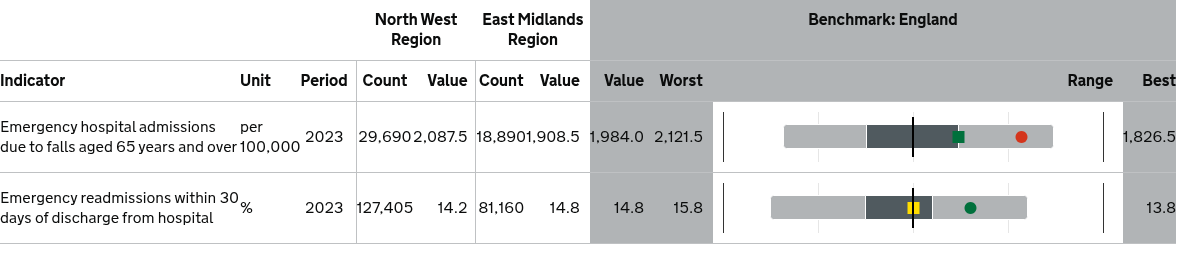 North West Region
East Midlands Region
Benchmark: England
Indicator Unit Period Count Value Count Value Value Worst Range Best
Emergency hospital admissions due to falls aged 65 years and over per 100,000 2023 29,690 2,087.5 18,890 1,908.5 1,984.0 2,121.5 1,826.5
Emergency readmissions within 30 days of discharge from hospital % 2023 127,405 14.2 81,160 14.8 14.8 15.8 13.8